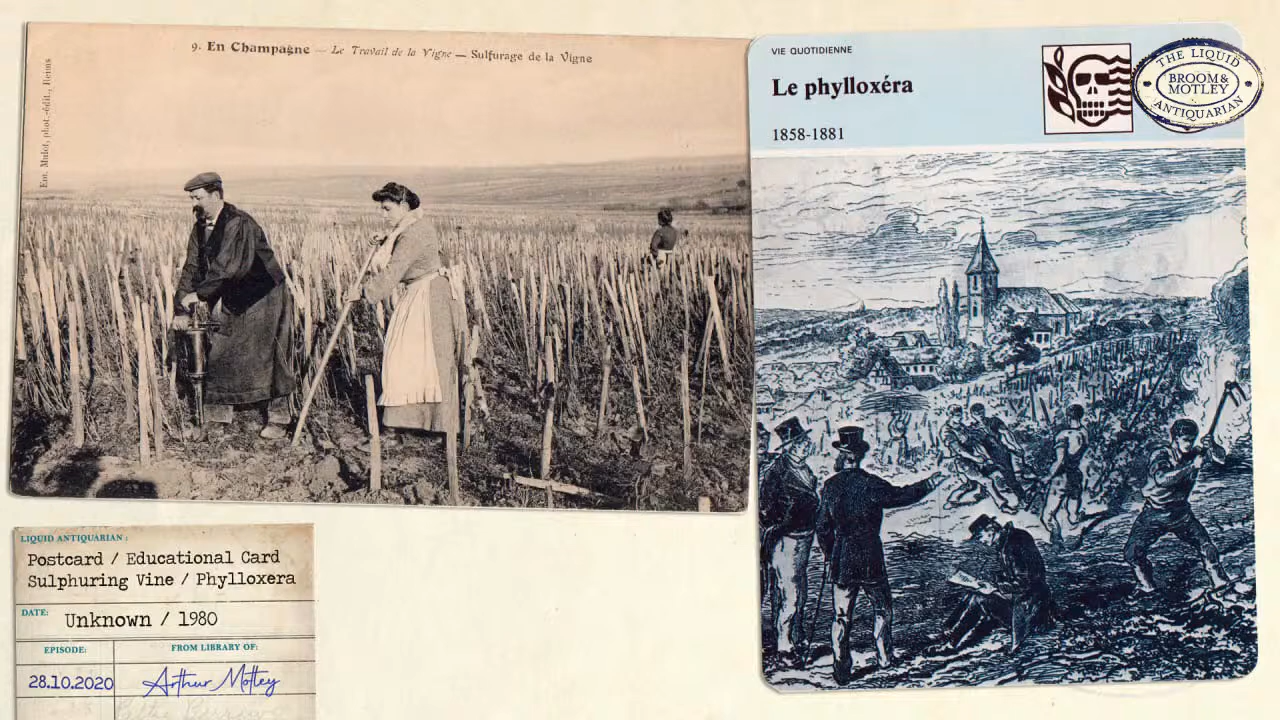 9. En Champagne — Le Travail de la Vigne — Sulfurage de la Vigne
Ent. Mulot, phot.-édit., Reims
VIE QUOTIDIENNE
Le phylloxéra
1858-1881
THE LIQUID
BROOM &
MOTLEY
ANTIQUARIAN
LIQUID ANTIQUARIAN :
Postcard / Educational Card
Sulphuring Vine / Phylloxera
DATE: Unknown / 1980
EPISODE: FROM LIBRARY OF:
28.10.2020 Arthur Motley